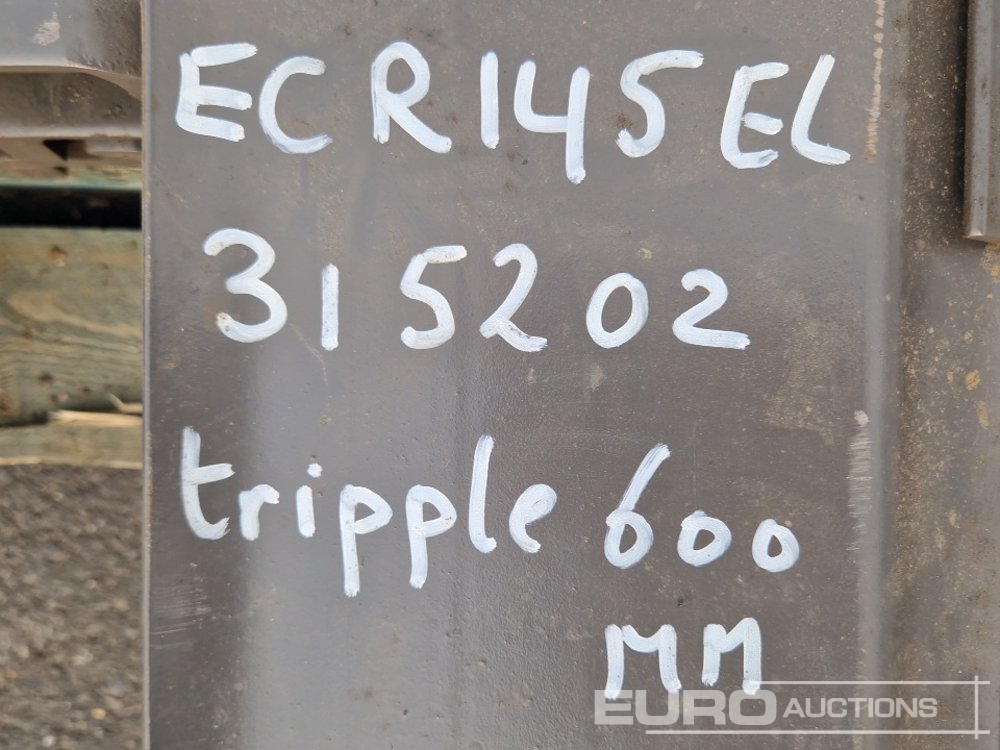 ECR145EL
315202
tripple 600
MM
EURO AUCTIONS